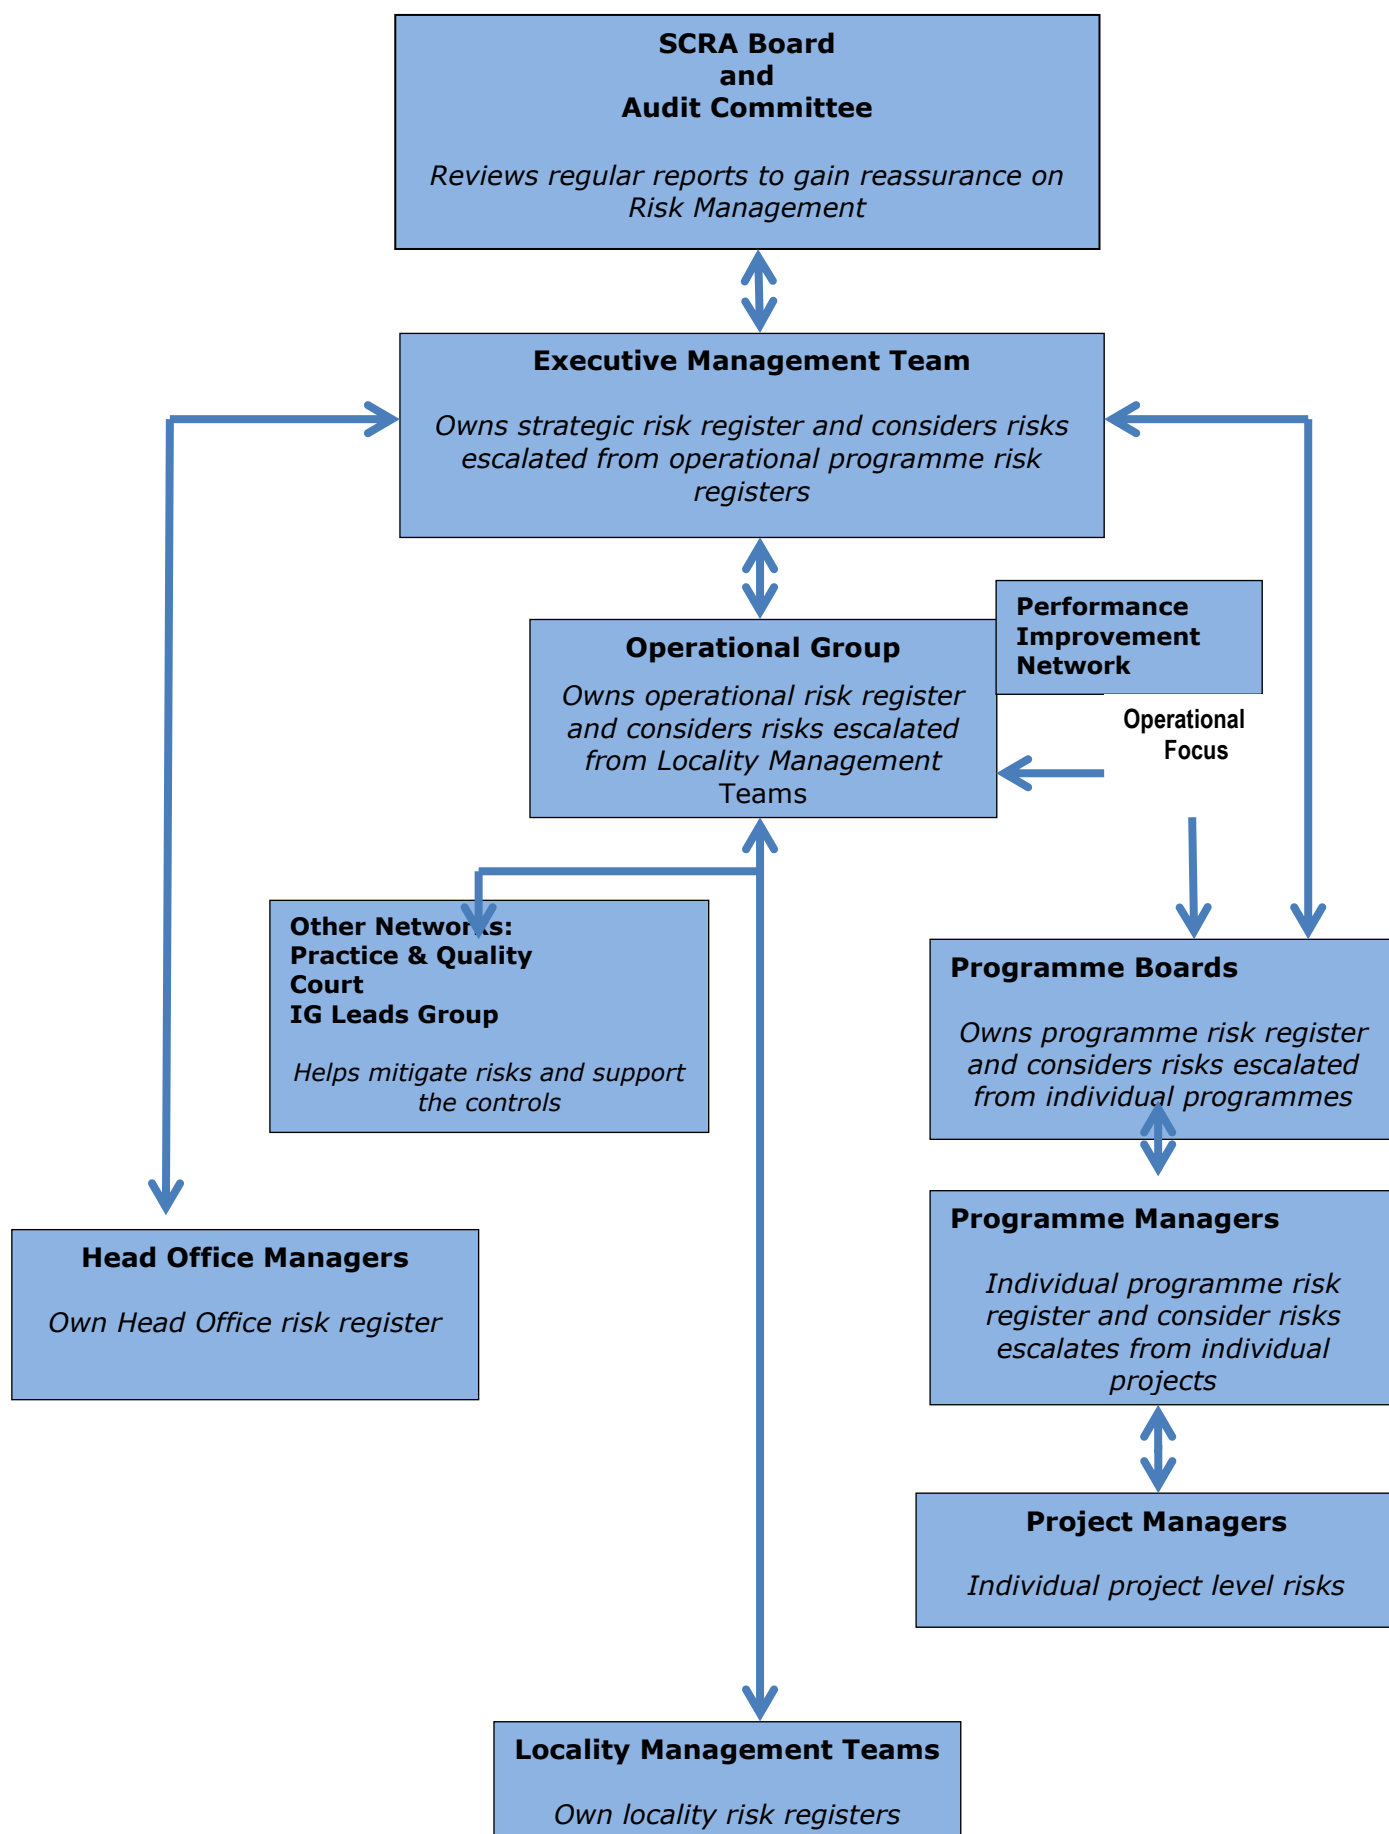 SCRA Board
and
Audit Committee
Reviews regular reports to gain reassurance on
Risk Management
Executive Management Team
Owns strategic risk register and considers risks
escalated from operational programme risk
registers
Performance
Improvement
Network
Operational Group
Owns operational risk register
and considers risks escalated
from Locality Management
Teams
Operational
Focus
Other Networks:
Practice & Quality
Court
IG Leads Group
Helps mitigate risks and support
the controls
Programme Boards
Owns programme risk register
and considers risks escalated
from individual programmes
Programme Managers
Individual programme risk
register and consider risks
escalates from individual
projects
Head Office Managers
Own Head Office risk register
Project Managers
Individual project level risks
Locality Management Teams
Own locality risk registers